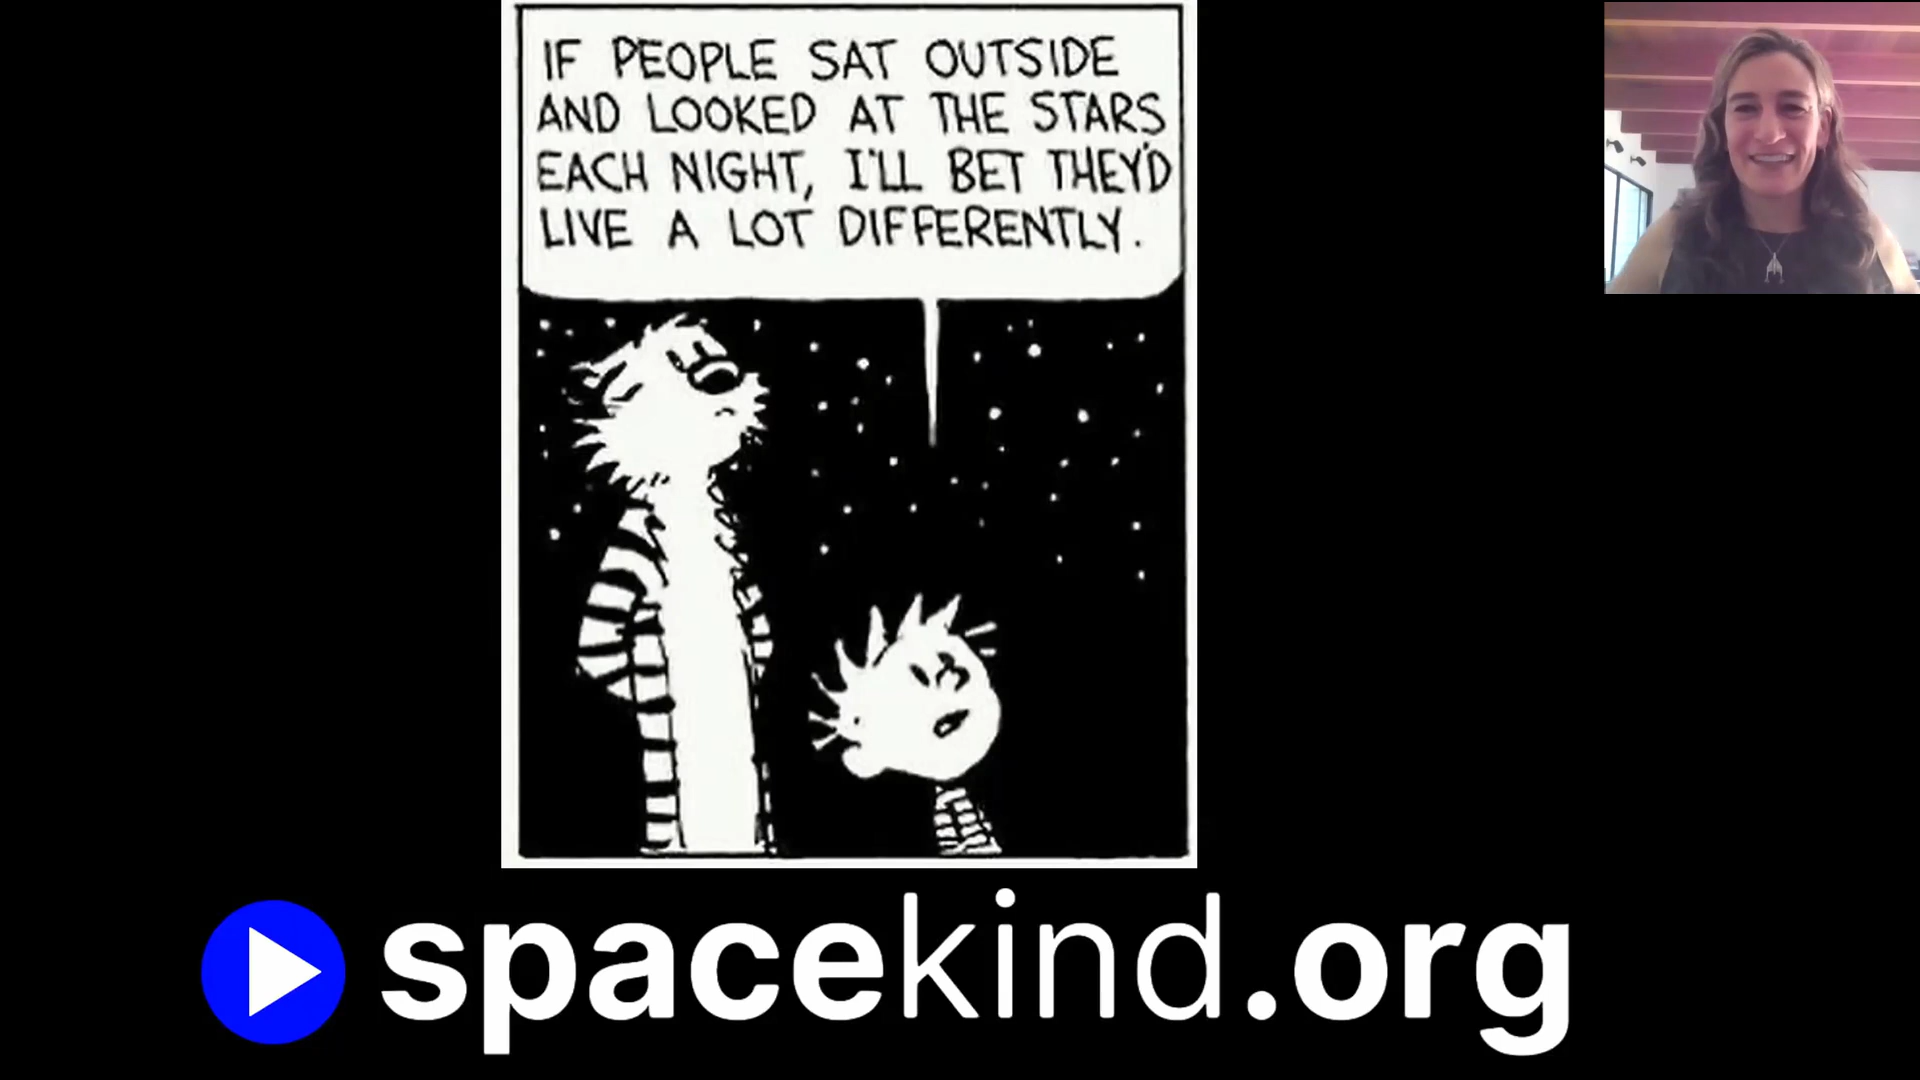 IF PEOPLE SAT OUTSIDE
AND LOOKED AT THE STARS
EACH NIGHT, I'LL BET THEY'D
LIVE A LOT DIFFERENTLY.
spacekind.org